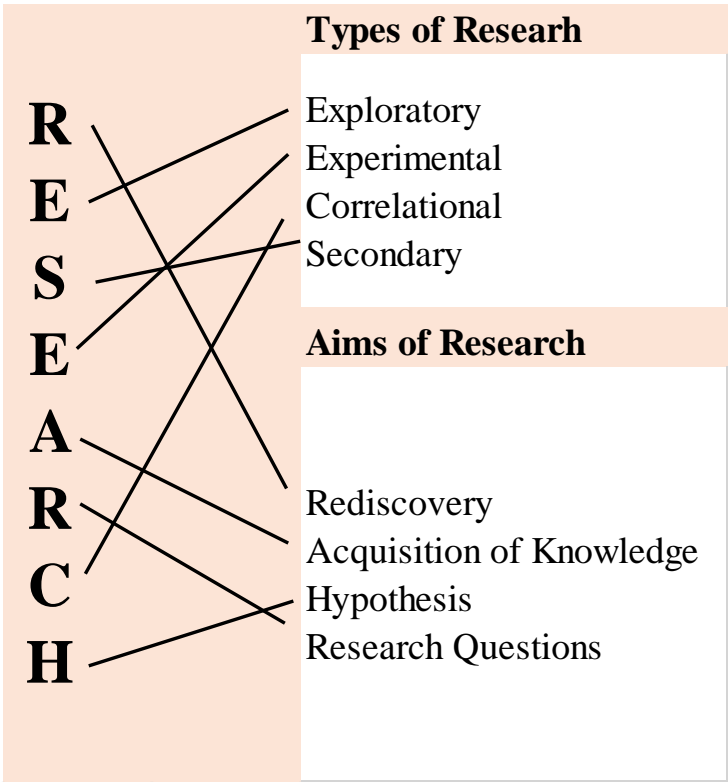 R
E
S
E
A
R
C
H
Types of Researh
Exploratory
Experimental
Correlational
Secondary
Aims of Research
Rediscovery
Acquisition of Knowledge
Hypothesis
Research Questions